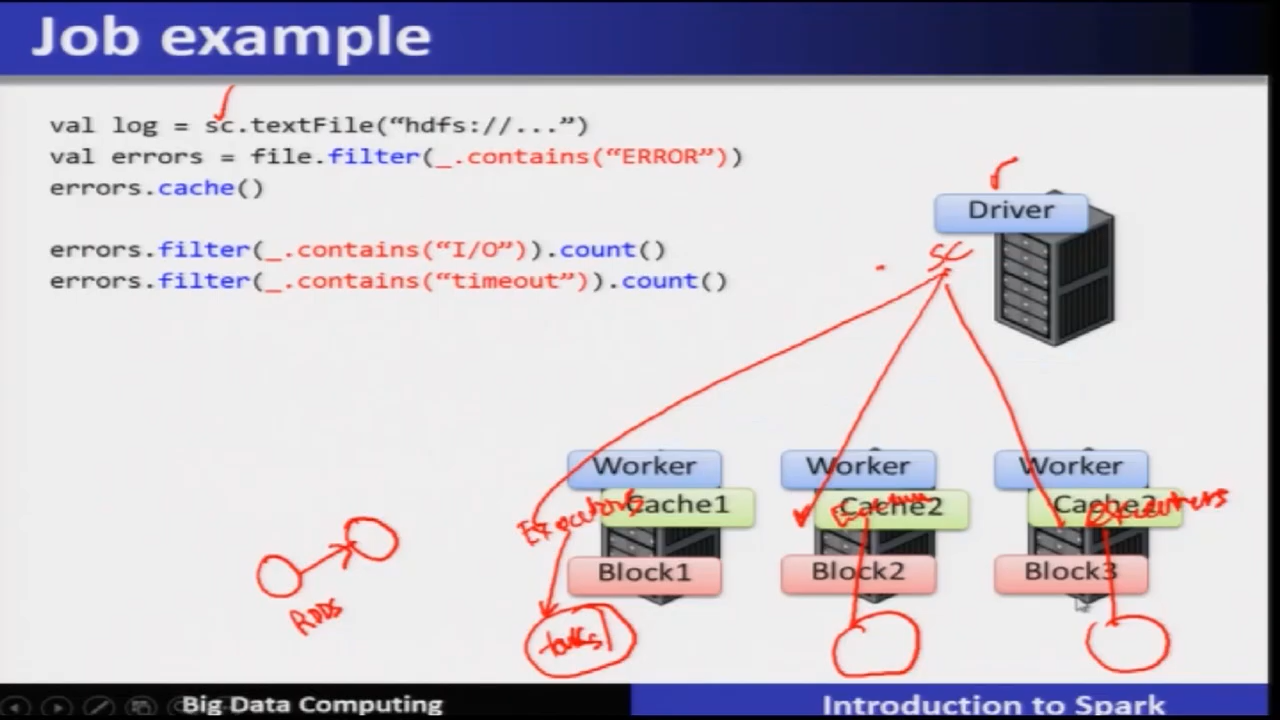 Job example
val log = sc.textFile(“hdfs://...”)
val errors = file.filter(_.contains(“ERROR”))
errors.cache()
errors.filter(_.contains(“I/O”)).count()
errors.filter(_.contains(“timeout”)).count()
Driver
SC
Worker Worker Worker
Cache1 Cache2
Executors Executors
Block1 Block2 Block3
RDDS
tasks
Big Data Computing Introduction to Spark